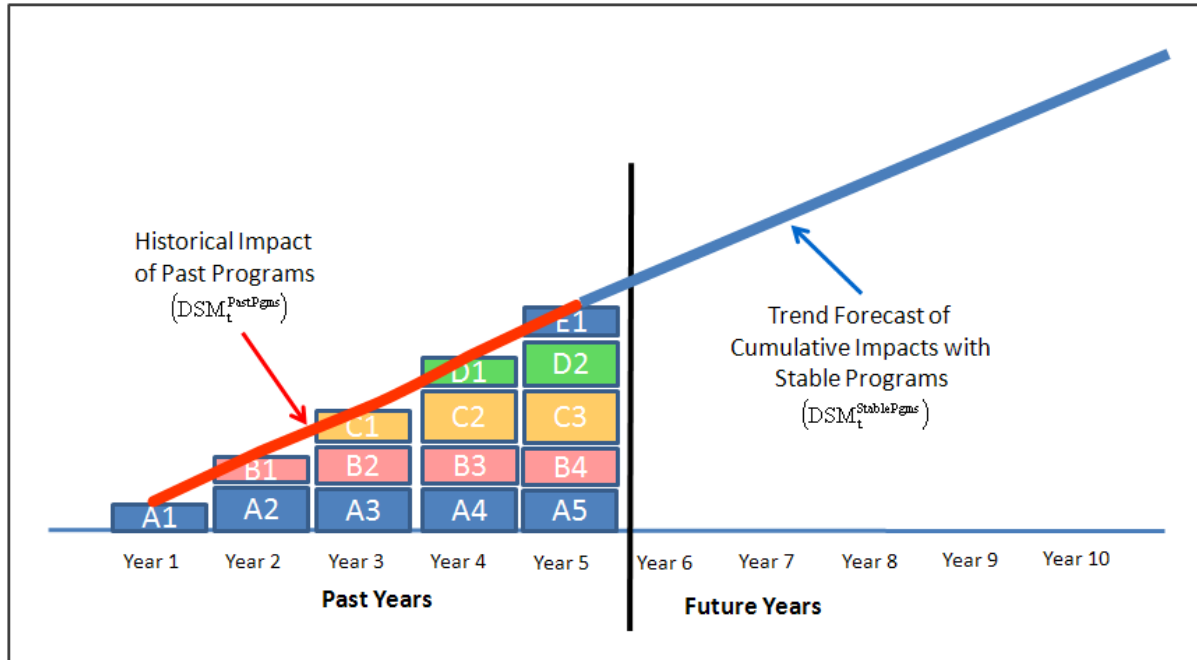 Historical Impact
of Past Programs
(DSM_t^PastPgms)
Trend Forecast of
Cumulative Impacts with
Stable Programs
(DSM_t^StablePgms)
E1
D1 D2
C1 C2 C3
B1 B2 B3 B4
A1 A2 A3 A4 A5
Year 1 Year 2 Year 3 Year 4 Year 5 Year 6 Year 7 Year 8 Year 9 Year 10
Past Years Future Years